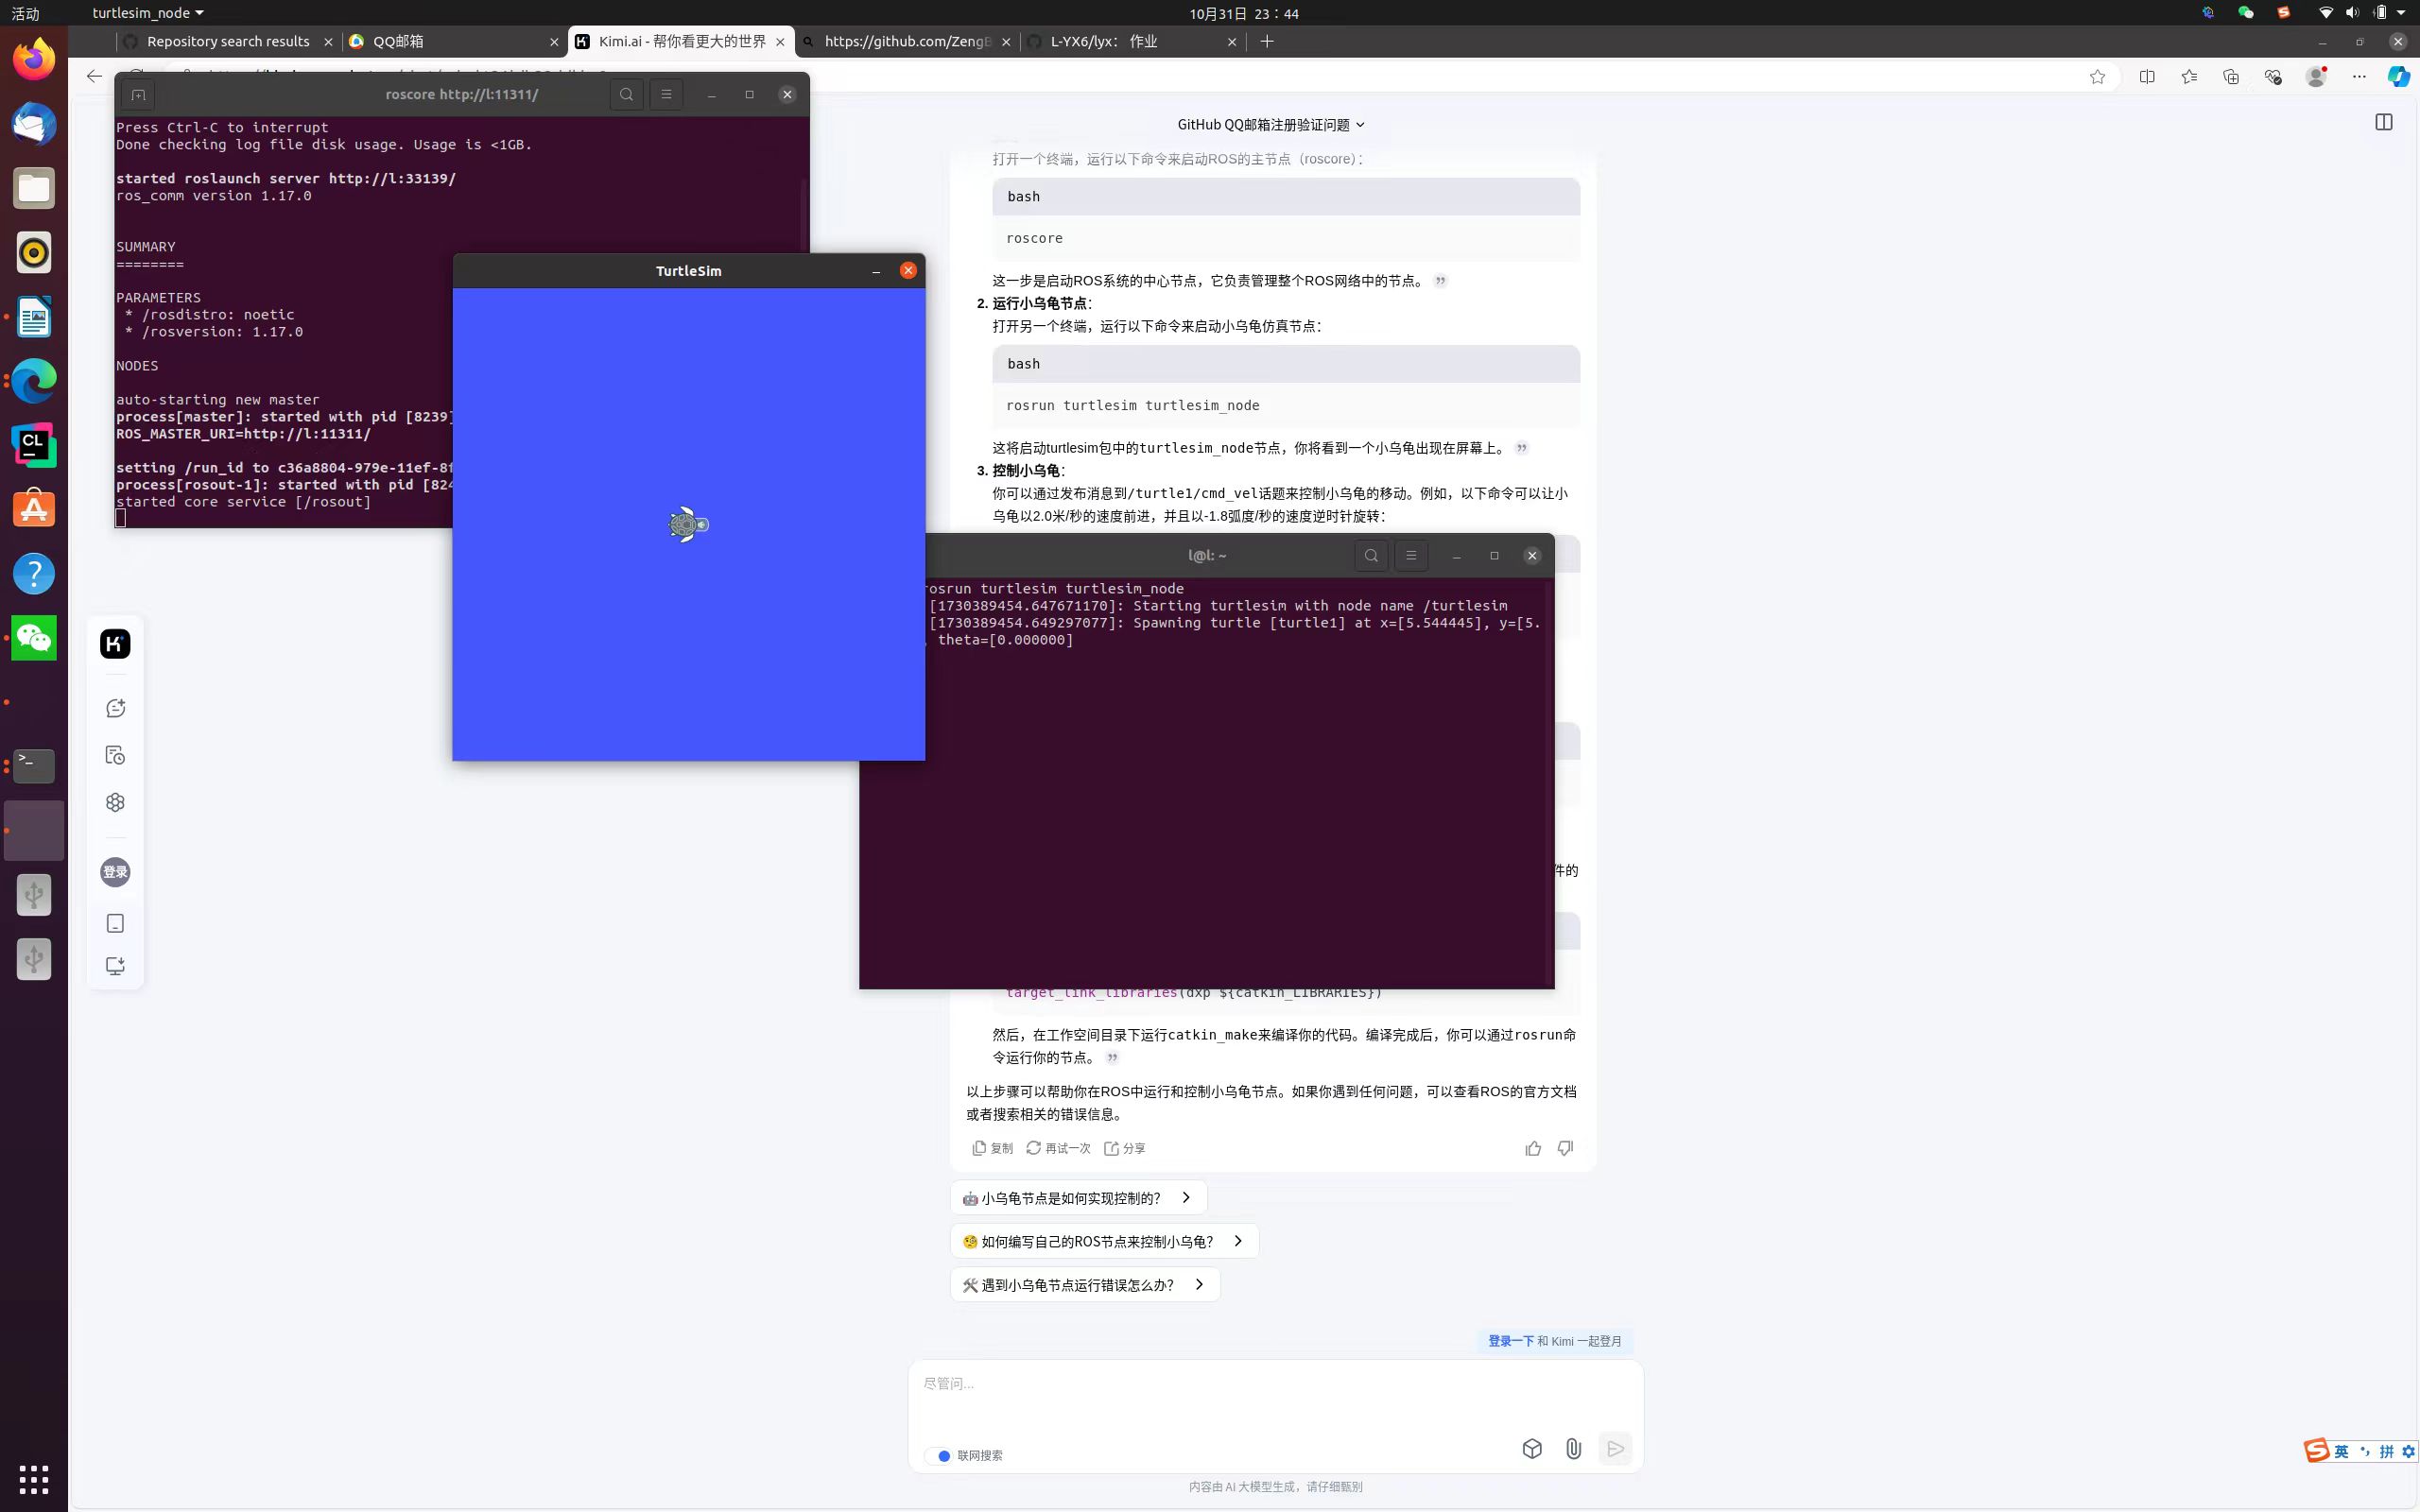 活动
turtlesim_node
10月31日 23：44
Repository search results
QQ邮箱
Kimi.ai - 帮你看更大的世界
https://github.com/ZengB
L-YX6/lyx： 作业
roscore http://l:11311/
Press Ctrl-C to interrupt
Done checking log file disk usage. Usage is <1GB.
started roslaunch server http://l:33139/
ros_comm version 1.17.0
SUMMARY
========
PARAMETERS
* /rosdistro: noetic
* /rosversion: 1.17.0
NODES
auto-starting new master
process[master]: started with pid [8239]
ROS_MASTER_URI=http://l:11311/
setting /run_id to c36a8804-979e-11ef-8f
process[rosout-1]: started with pid [824
started core service [/rosout]
TurtleSim
l@l: ~
rosrun turtlesim turtlesim_node
[1730389454.647671170]: Starting turtlesim with node name /turtlesim
[1730389454.649297077]: Spawning turtle [turtle1] at x=[5.544445], y=[5.
, theta=[0.000000]
GitHub QQ邮箱注册验证问题
打开一个终端，运行以下命令来启动ROS的主节点（roscore）：
bash
roscore
这一步是启动ROS系统的中心节点，它负责管理整个ROS网络中的节点。
2. 运行小乌龟节点：
打开另一个终端，运行以下命令来启动小乌龟仿真节点：
bash
rosrun turtlesim turtlesim_node
这将启动turtlesim包中的turtlesim_node节点，你将看到一个小乌龟出现在屏幕上。
3. 控制小乌龟：
你可以通过发布消息到/turtle1/cmd_vel话题来控制小乌龟的移动。例如，以下命令可以让小
乌龟以2.0米/秒的速度前进，并且以-1.8弧度/秒的速度逆时针旋转：
件的
target_link_libraries(dxp ${catkin_LIBRARIES})
然后，在工作空间目录下运行catkin_make来编译你的代码。编译完成后，你可以通过rosrun命
令运行你的节点。
以上步骤可以帮助你在ROS中运行和控制小乌龟节点。如果你遇到任何问题，可以查看ROS的官方文档
或者搜索相关的错误信息。
复制 再试一次 分享
小乌龟节点是如何实现控制的？
如何编写自己的ROS节点来控制小乌龟？
遇到小乌龟节点运行错误怎么办？
登录一下 和 Kimi 一起登月
尽管问...
联网搜索
内容由 AI 大模型生成，请仔细甄别
登录
CL
英 拼